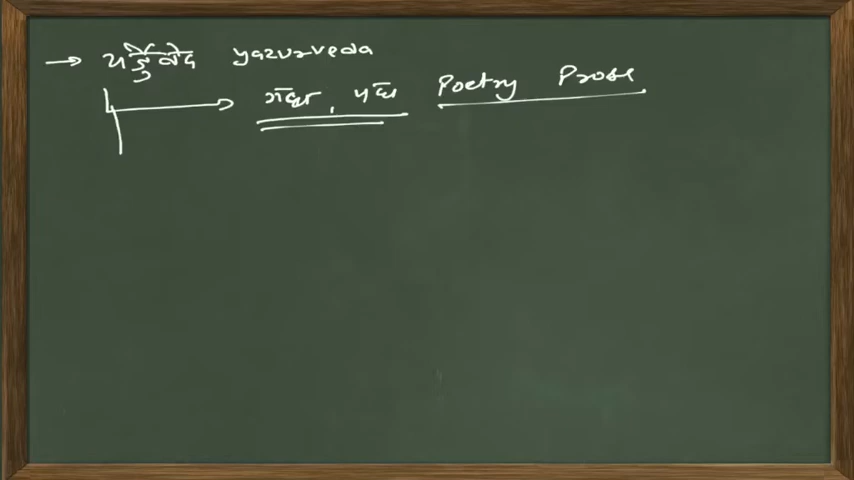 → यजुर्वेद yazurveda
→ गद्य, पद्य Poetry Prose